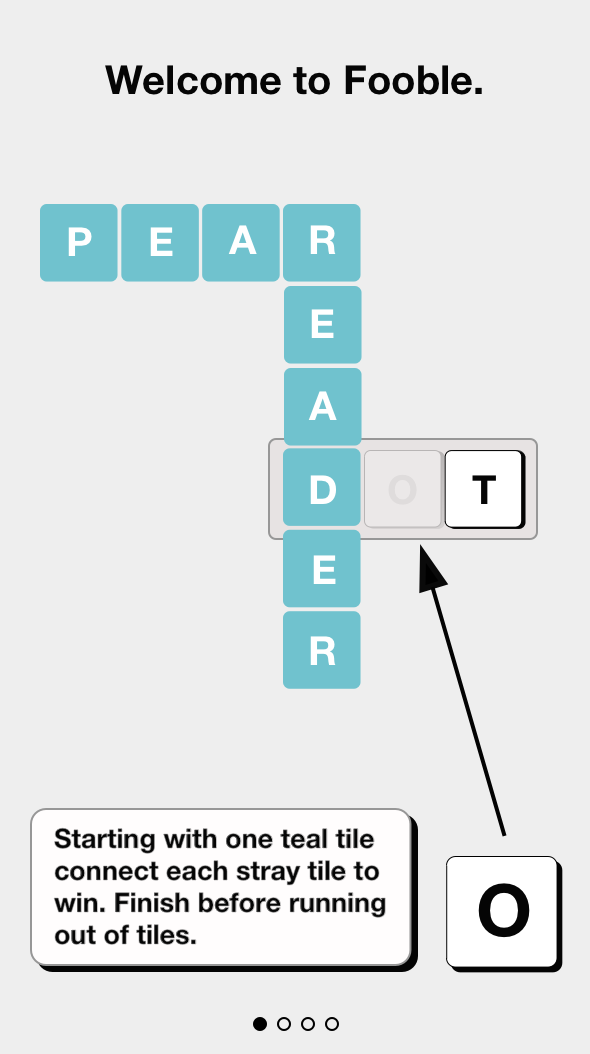 Welcome to Fooble.
P E A R
E
A
D O T
E
R
Starting with one teal tile
connect each stray tile to
win. Finish before running
out of tiles.
O